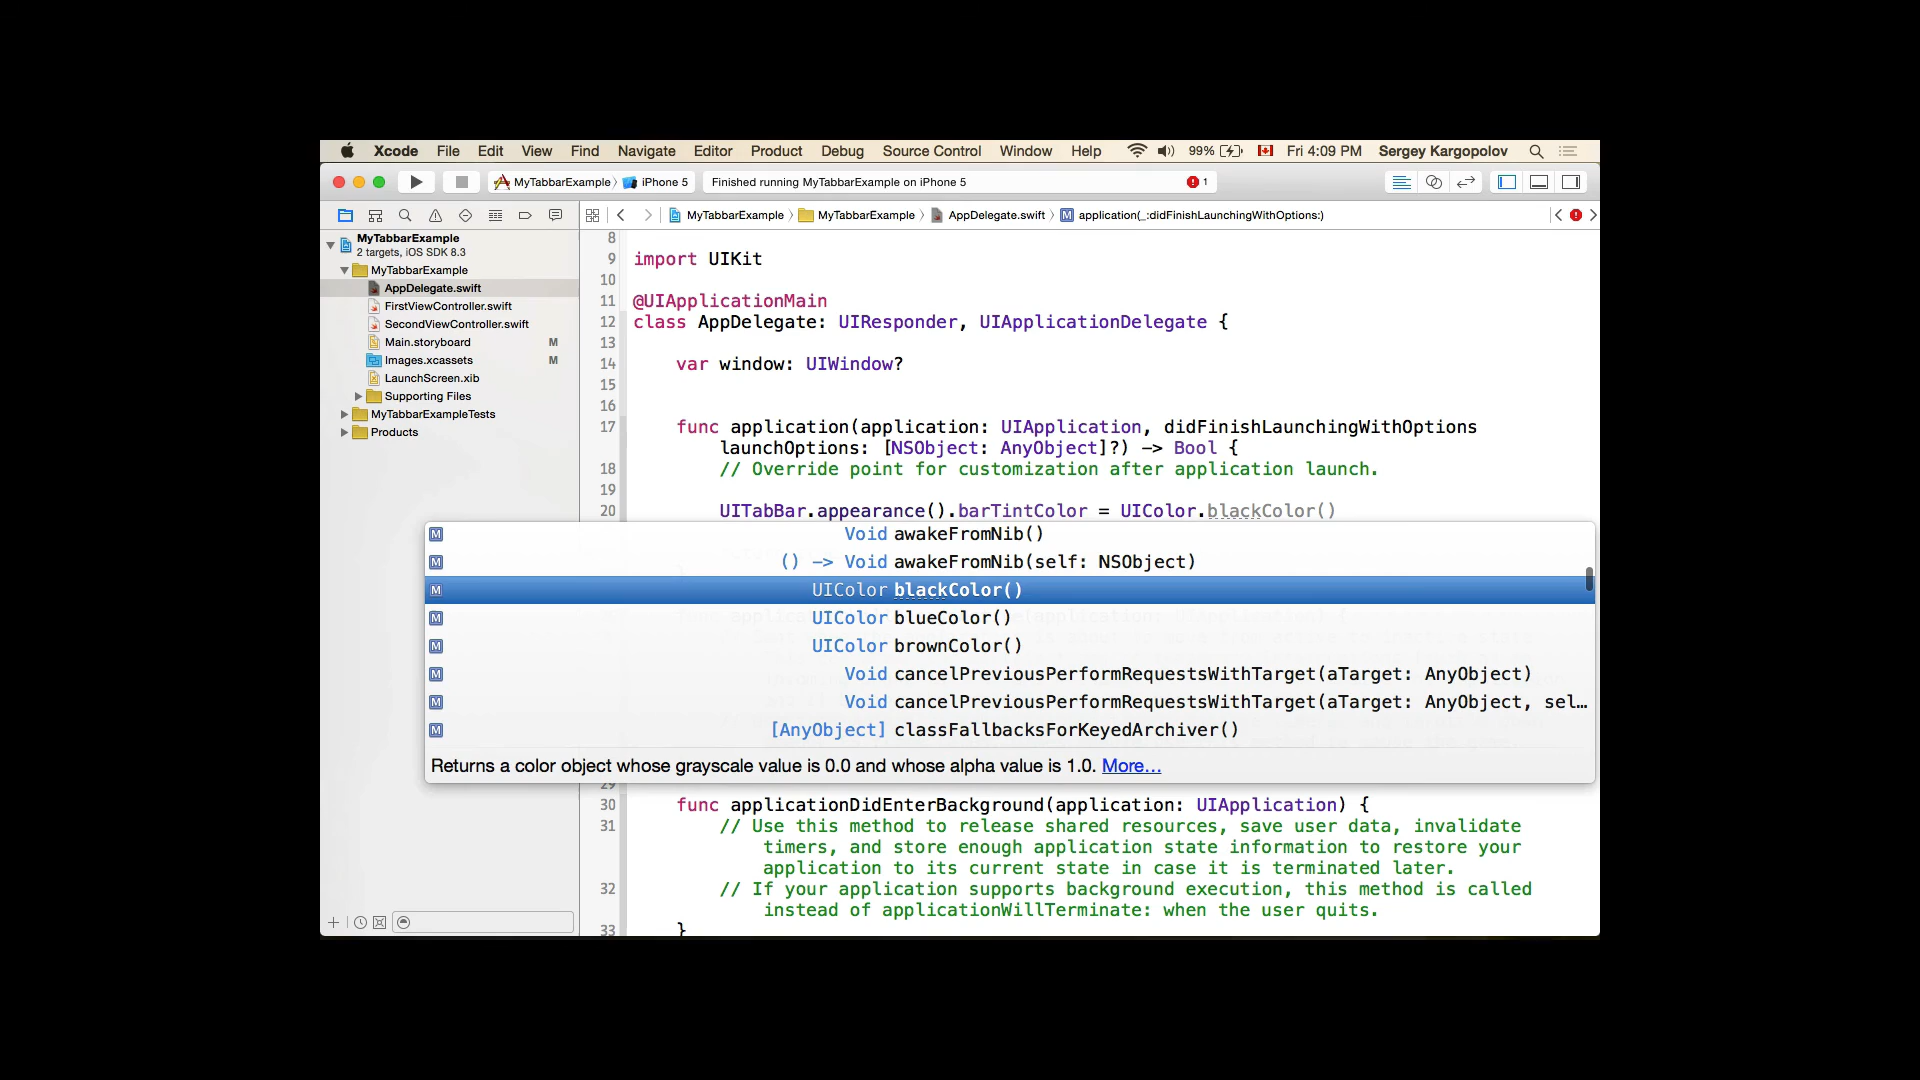 Xcode File Edit View Find Navigate Editor Product Debug Source Control Window Help 99% Fri 4:09 PM Sergey Kargopolov
MyTabbarExample iPhone 5 Finished running MyTabbarExample on iPhone 5 1
MyTabbarExample MyTabbarExample AppDelegate.swift M application(_:didFinishLaunchingWithOptions:)
MyTabbarExample
2 targets, iOS SDK 8.3
MyTabbarExample
AppDelegate.swift
FirstViewController.swift
SecondViewController.swift
Main.storyboard M
Images.xcassets M
LaunchScreen.xib
Supporting Files
MyTabbarExampleTests
Products
8
9 import UIKit
10
11 @UIApplicationMain
12 class AppDelegate: UIResponder, UIApplicationDelegate {
13
14 var window: UIWindow?
15
16
17 func application(application: UIApplication, didFinishLaunchingWithOptions
launchOptions: [NSObject: AnyObject]?) -> Bool {
18 // Override point for customization after application launch.
19
20 UITabBar.appearance().barTintColor = UIColor.blackColor()
M Void awakeFromNib()
M () -> Void awakeFromNib(self: NSObject)
M UIColor blackColor()
M UIColor blueColor()
M UIColor brownColor()
M Void cancelPreviousPerformRequestsWithTarget(aTarget: AnyObject)
M Void cancelPreviousPerformRequestsWithTarget(aTarget: AnyObject, sel…
M [AnyObject] classFallbacksForKeyedArchiver()
Returns a color object whose grayscale value is 0.0 and whose alpha value is 1.0. More…
29
30 func applicationDidEnterBackground(application: UIApplication) {
31 // Use this method to release shared resources, save user data, invalidate
timers, and store enough application state information to restore your
application to its current state in case it is terminated later.
32 // If your application supports background execution, this method is called
instead of applicationWillTerminate: when the user quits.
33 }